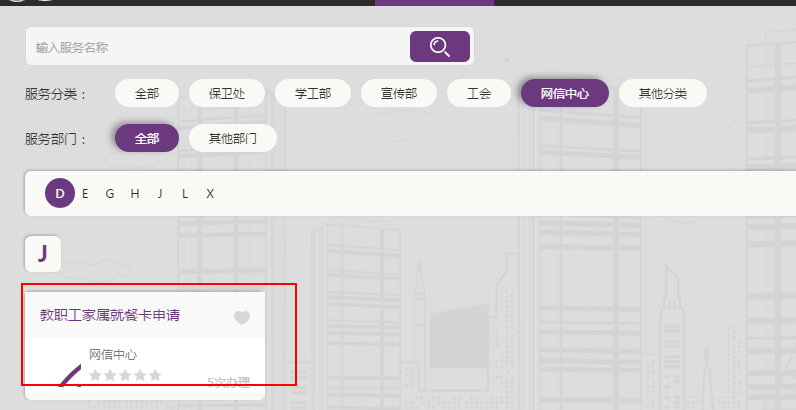 输入服务名称
服务分类： 全部 保卫处 学工部 宣传部 工会 网信中心 其他分类
服务部门： 全部 其他部门
D E G H J L X
J
教职工家属就餐卡申请
网信中心
5次办理